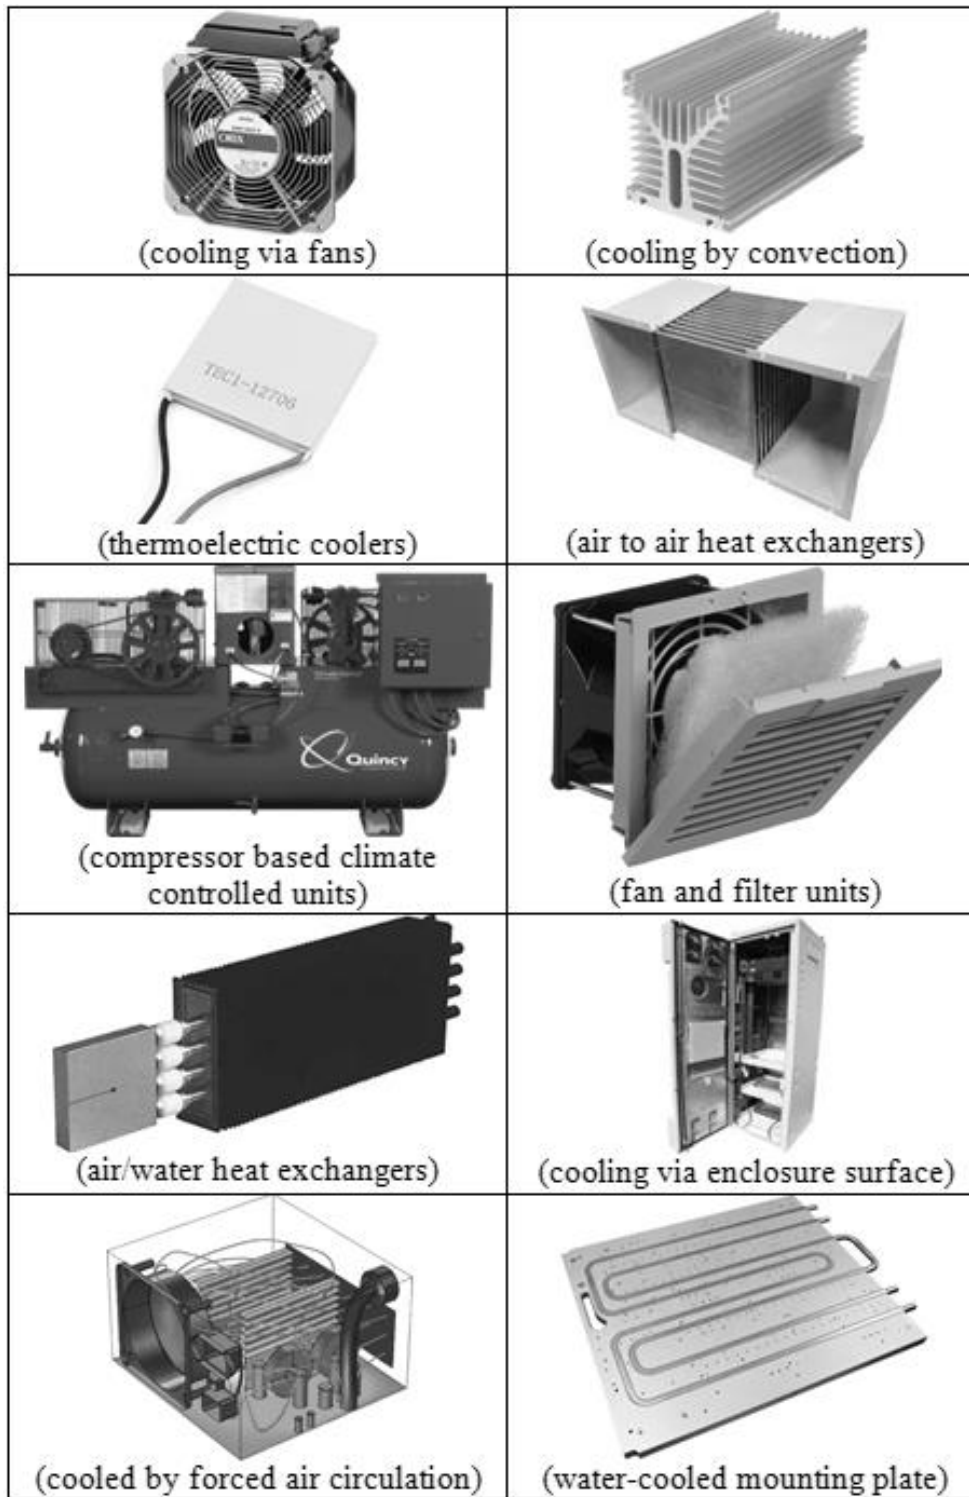 (cooling via fans)
(cooling by convection)
TEC1-12706
(thermoelectric coolers)
(air to air heat exchangers)
Quincy
(compressor based climate
controlled units)
(fan and filter units)
(air/water heat exchangers)
(cooling via enclosure surface)
(cooled by forced air circulation)
(water-cooled mounting plate)